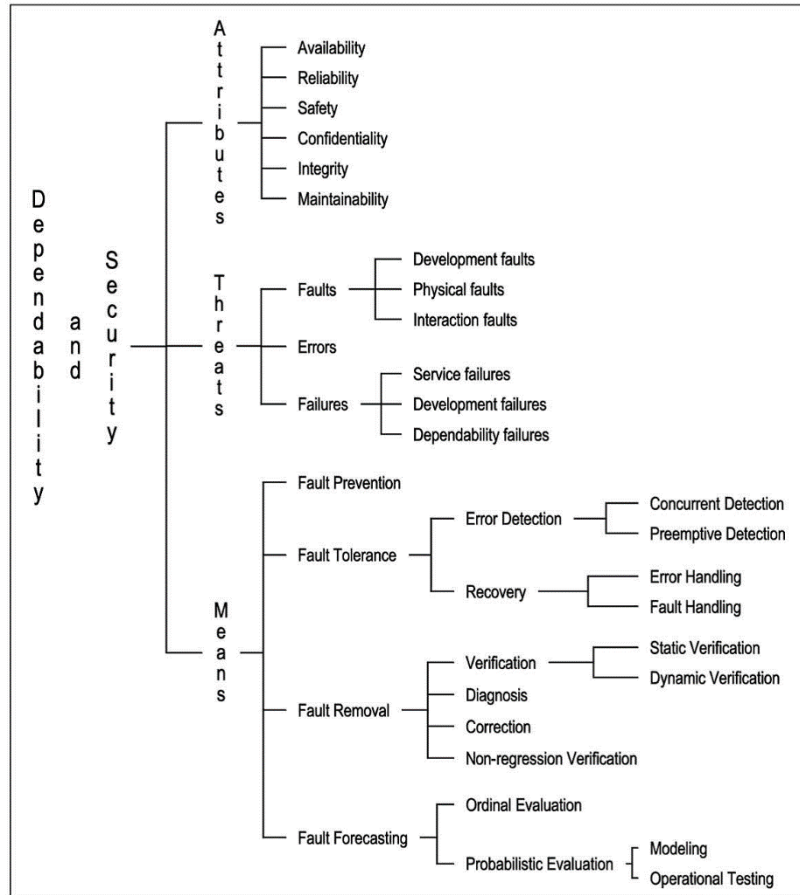 Dependability
and
Security
Attributes
Availability
Reliability
Safety
Confidentiality
Integrity
Maintainability
Threats
Faults
Development faults
Physical faults
Interaction faults
Errors
Failures
Service failures
Development failures
Dependability failures
Means
Fault Prevention
Fault Tolerance
Error Detection
Concurrent Detection
Preemptive Detection
Recovery
Error Handling
Fault Handling
Fault Removal
Verification
Static Verification
Dynamic Verification
Diagnosis
Correction
Non-regression Verification
Fault Forecasting
Ordinal Evaluation
Probabilistic Evaluation
Modeling
Operational Testing